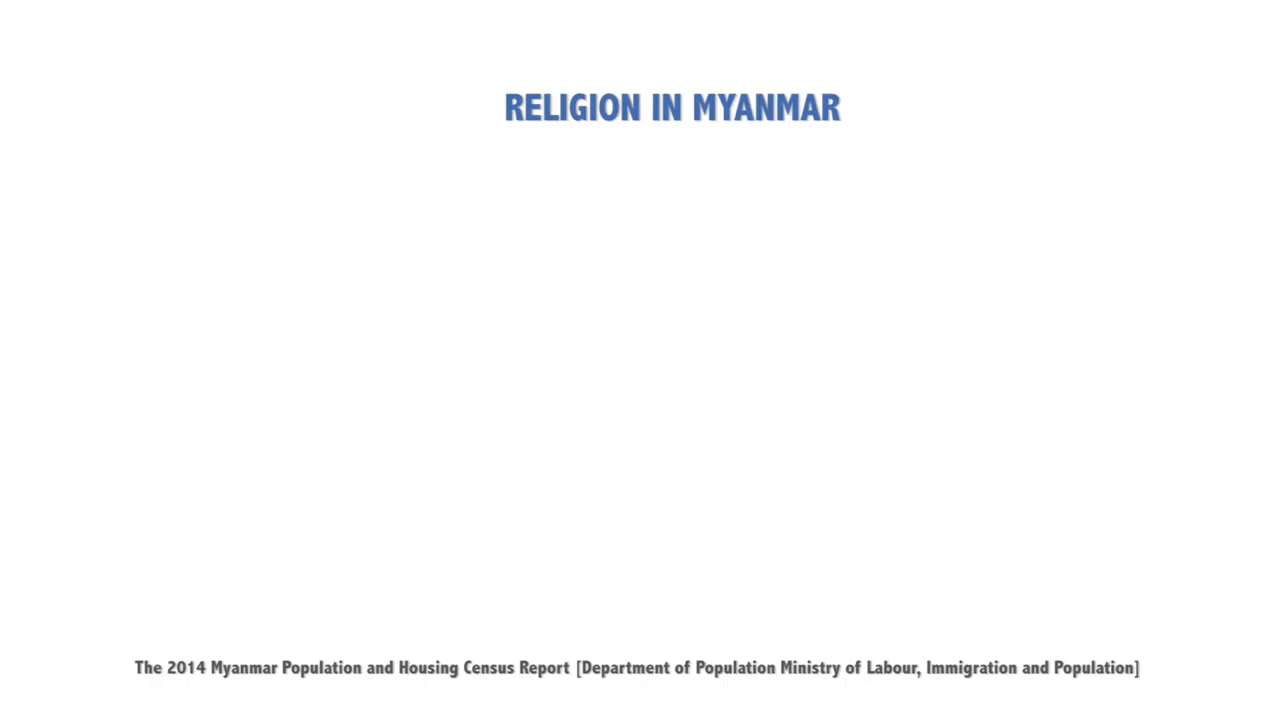 RELIGION IN MYANMAR
The 2014 Myanmar Population and Housing Census Report [Department of Population Ministry of Labour, Immigration and Population]